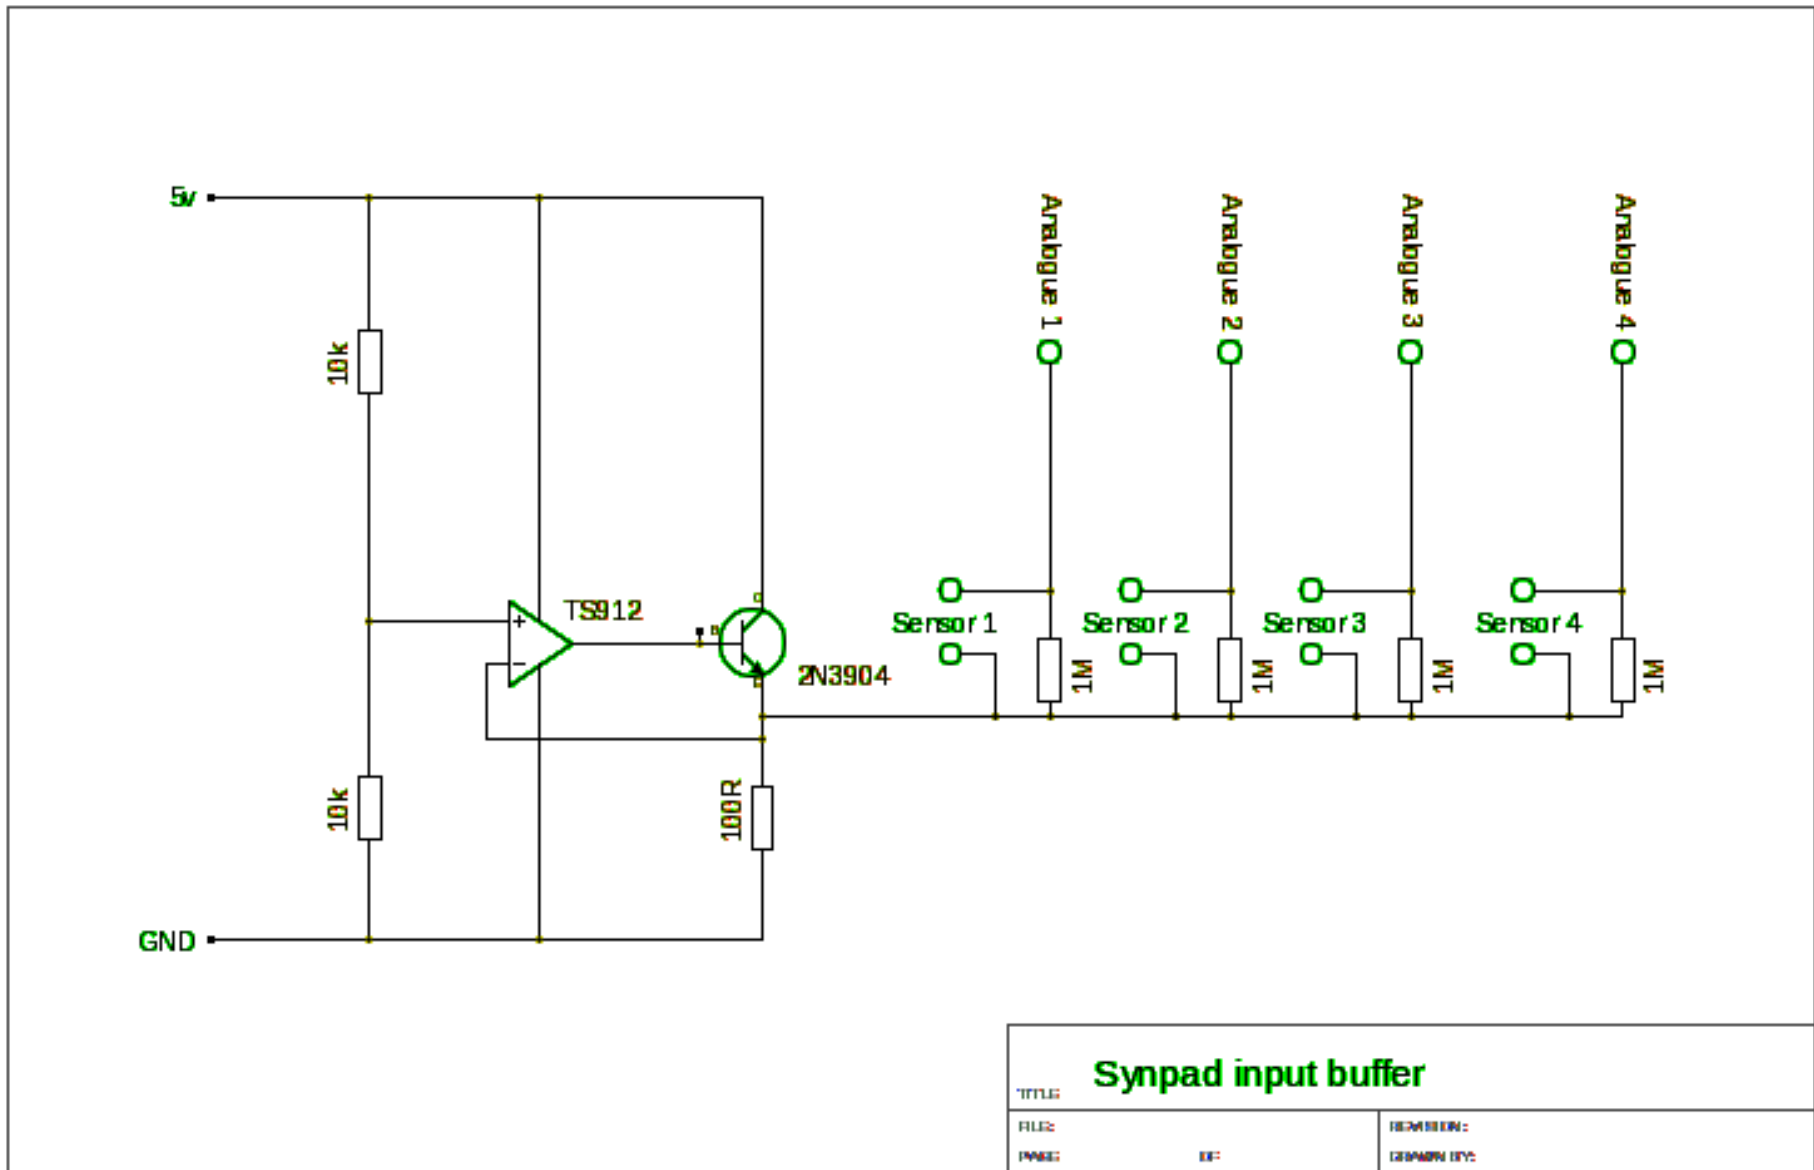 5v
10k
10k
GND
TS912
2N3904
100R
Analogue 1
Analogue 2
Analogue 3
Analogue 4
Sensor 1
Sensor 2
Sensor 3
Sensor 4
1M
1M
1M
1M
TITLE
Synpad input buffer
FILE:
REVISION:
PAGE
OF
DRAWN BY: